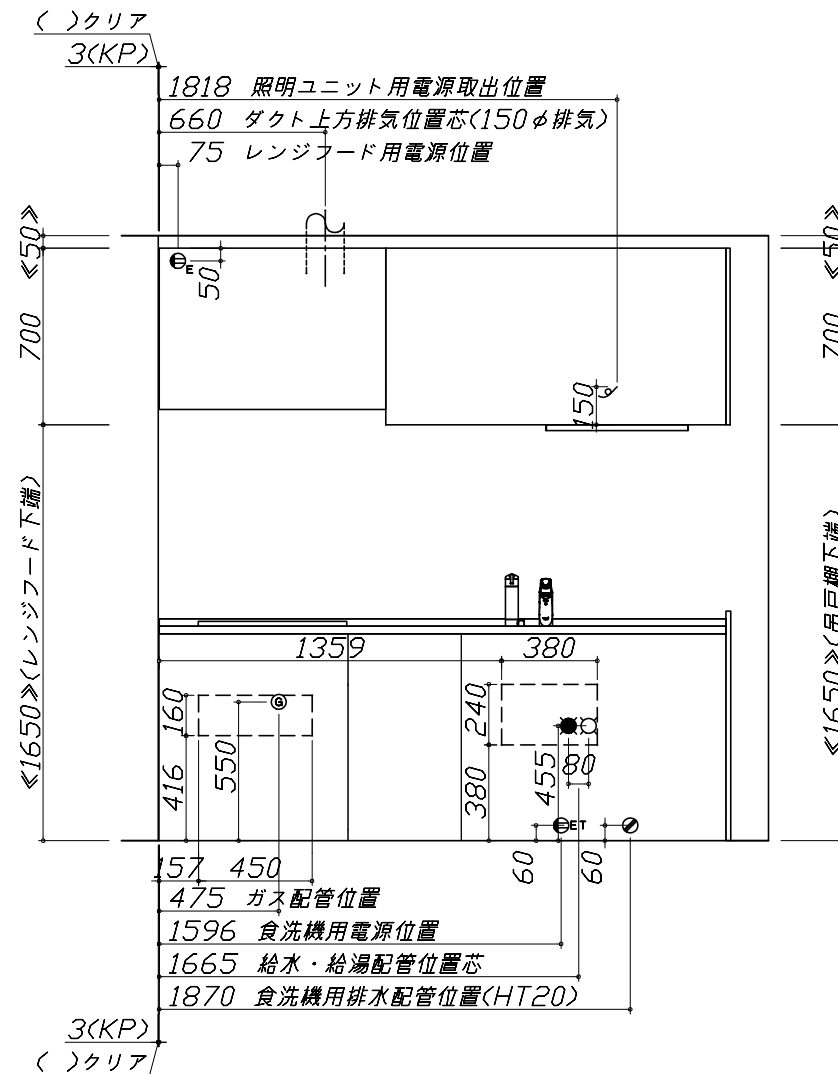 ( )クリア
3(KP)
1818 照明ユニット用電源取出位置
660 ダクト上方排気位置芯(150φ排気)
75 レンジフード用電源位置
≪50≫
≪50≫
E
50
700
700
150
≪1650≫(レンジフード下端)
≪1650≫(吊戸棚下端)
1359
380
160
G
240
550
416
380
455
80
ET
60
60
157
450
475 ガス配管位置
1596 食洗機用電源位置
1665 給水・給湯配管位置芯
1870 食洗機用排水配管位置(HT20)
3(KP)
( )クリア